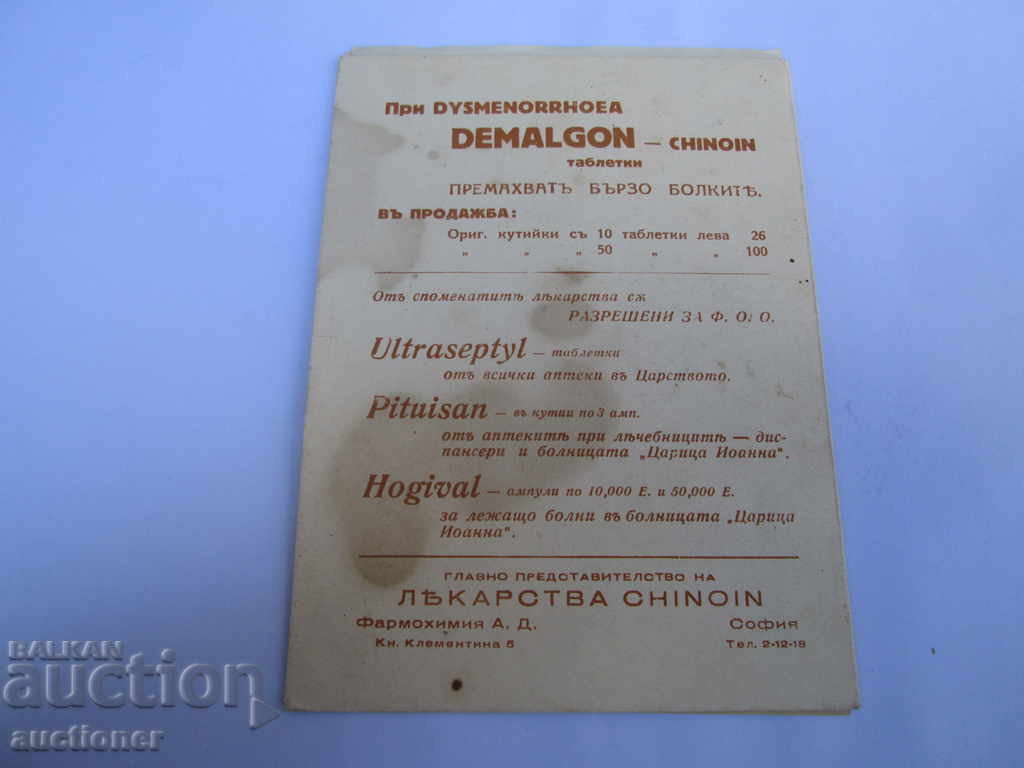 При DYSMENORRHOEA
DEMALGON – CHINOIN
таблетки
ПРЕМАХВАТЪ БЪРЗО БОЛКИТѢ.
ВЪ ПРОДАЖБА:
Ориг. кутийки съ 10 таблетки лева 26
„ „ „ 50 „ „ 100
Отъ споменатитѣ лѣкарства сѫ
РАЗРЕШЕНИ ЗА Ф. О. О.
Ultraseptyl – таблетки
отъ всички аптеки въ Царството.
Pituisan – въ кутии по 3 амп.
отъ аптекитѣ при лѣчебницитѣ — дис-
пансери и болницата „Царица Иоанна“.
Hogival – ампули по 10,000 Е. и 50,000 Е.
за лежащо болни въ болницата „Царица
Иоанна“.
ГЛАВНО ПРЕДСТАВИТЕЛСТВО НА
ЛѢКАРСТВА CHINOIN
Фармохимия А. Д. София
Кн. Клементина 5 Тел. 2-12-18
BALKAN
auction
auctioner